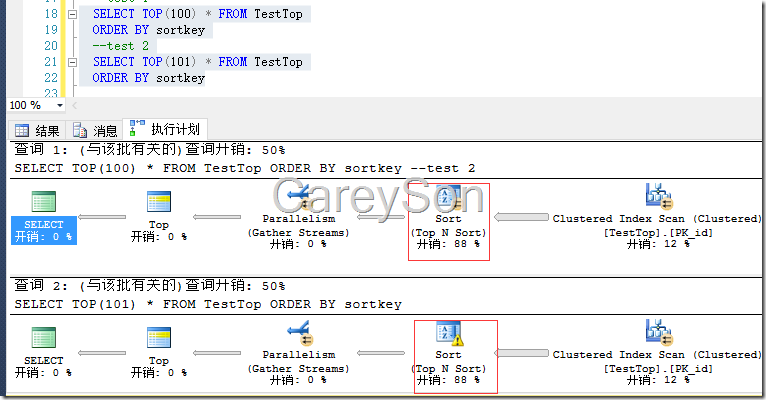 18 SELECT TOP(100) * FROM TestTop
19 ORDER BY sortkey
20 --test 2
21 SELECT TOP(101) * FROM TestTop
22 ORDER BY sortkey
23
100 %
结果 消息 执行计划
查询 1: (与该批有关的)查询开销: 50%
SELECT TOP(100) * FROM TestTop ORDER BY sortkey --test 2
CareySon
SELECT Top Parallelism Sort Clustered Index Scan (Clustered)
(Gather Streams) (Top N Sort) [TestTop].[PK_id]
开销: 0 % 开销: 0 % 开销: 0 % 开销: 88 % 开销: 12 %
查询 2: (与该批有关的)查询开销: 50%
SELECT TOP(101) * FROM TestTop ORDER BY sortkey
SELECT Top Parallelism Sort Clustered Index Scan (Clustered)
(Gather Streams) (Top N Sort) [TestTop].[PK_id]
开销: 0 % 开销: 0 % 开销: 0 % 开销: 88 % 开销: 12 %